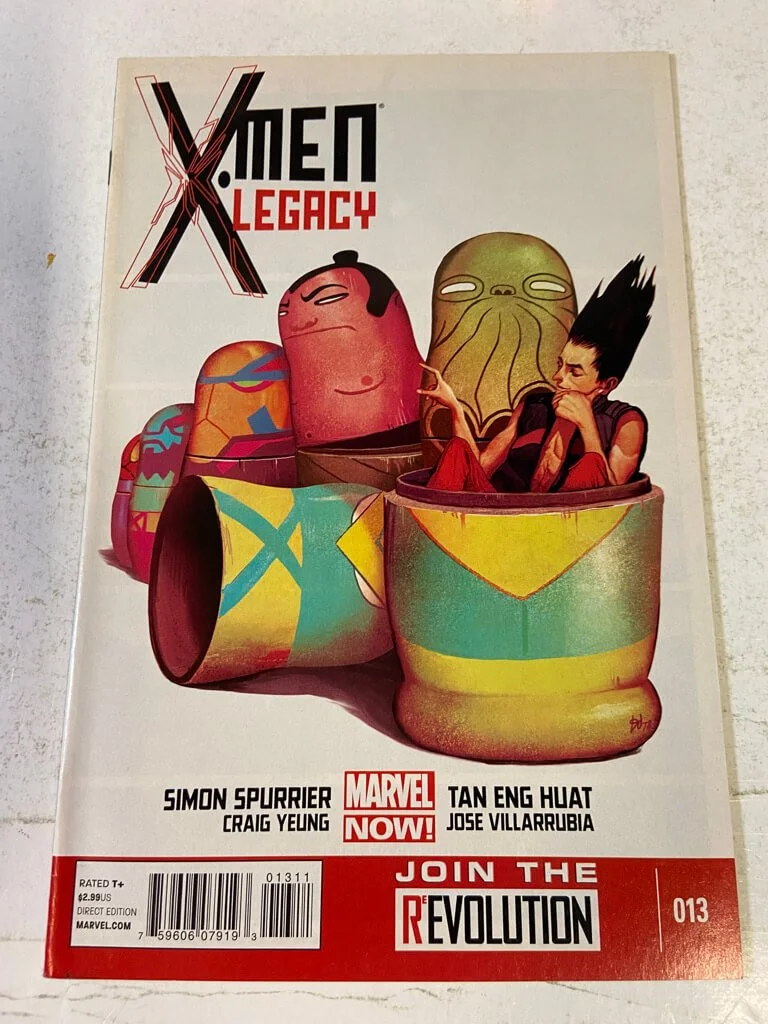 X-MEN
LEGACY
SIMON SPURRIER
CRAIG YEUNG
MARVEL
NOW!
TAN ENG HUAT
JOSE VILLARRUBIA
RATED T+
$2.99US
DIRECT EDITION
MARVEL.COM
01311
7 59606 07919 3
JOIN THE
REVOLUTION
013